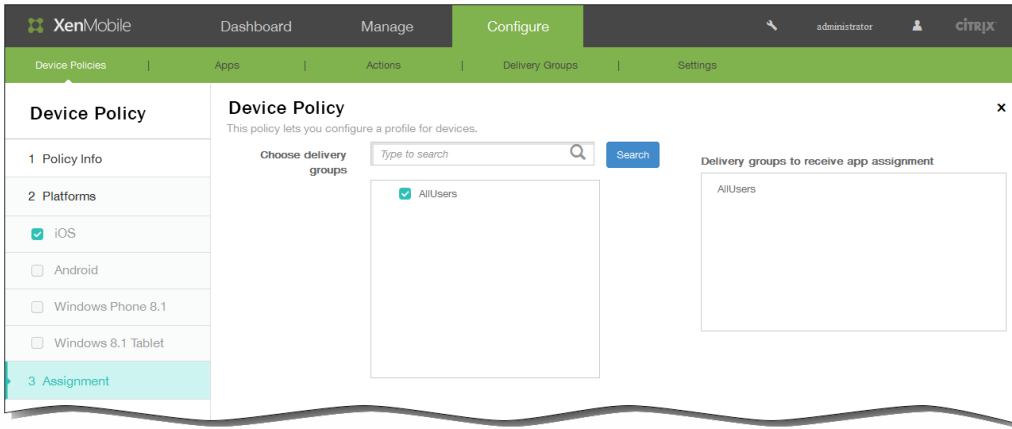 XenMobile Dashboard Manage Configure administrator CİTRIX
Device Policies | Apps | Actions | Delivery Groups | Settings
Device Policy
1 Policy Info
2 Platforms
iOS
Android
Windows Phone 8.1
Windows 8.1 Tablet
3 Assignment
Device Policy x
This policy lets you configure a profile for devices.
Choose delivery
groups
Type to search
Search
AllUsers
Delivery groups to receive app assignment
AllUsers